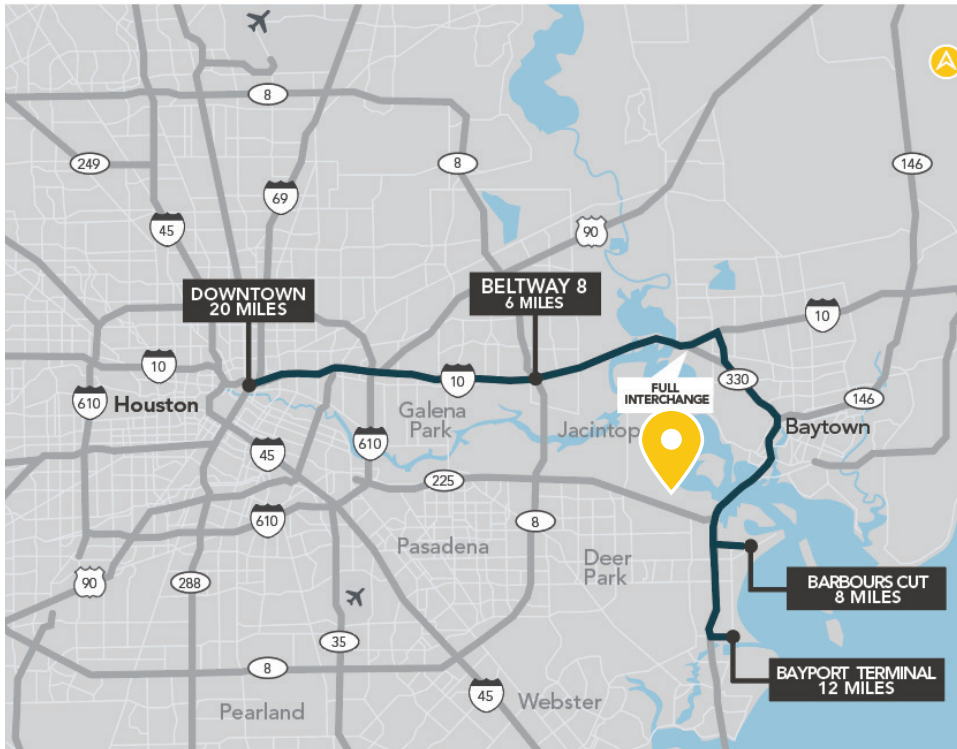 8
249
8
146
69
45
90
DOWNTOWN
20 MILES
BELTWAY 8
6 MILES
10
10
10
330
FULL
INTERCHANGE
610
Houston
Galena
Park
Jacintop
146
Baytown
45
610
225
610
8
Pasadena
Deer
Park
90
288
BARBOURS CUT
8 MILES
35
8
BAYPORT TERMINAL
12 MILES
45
Webster
Pearland